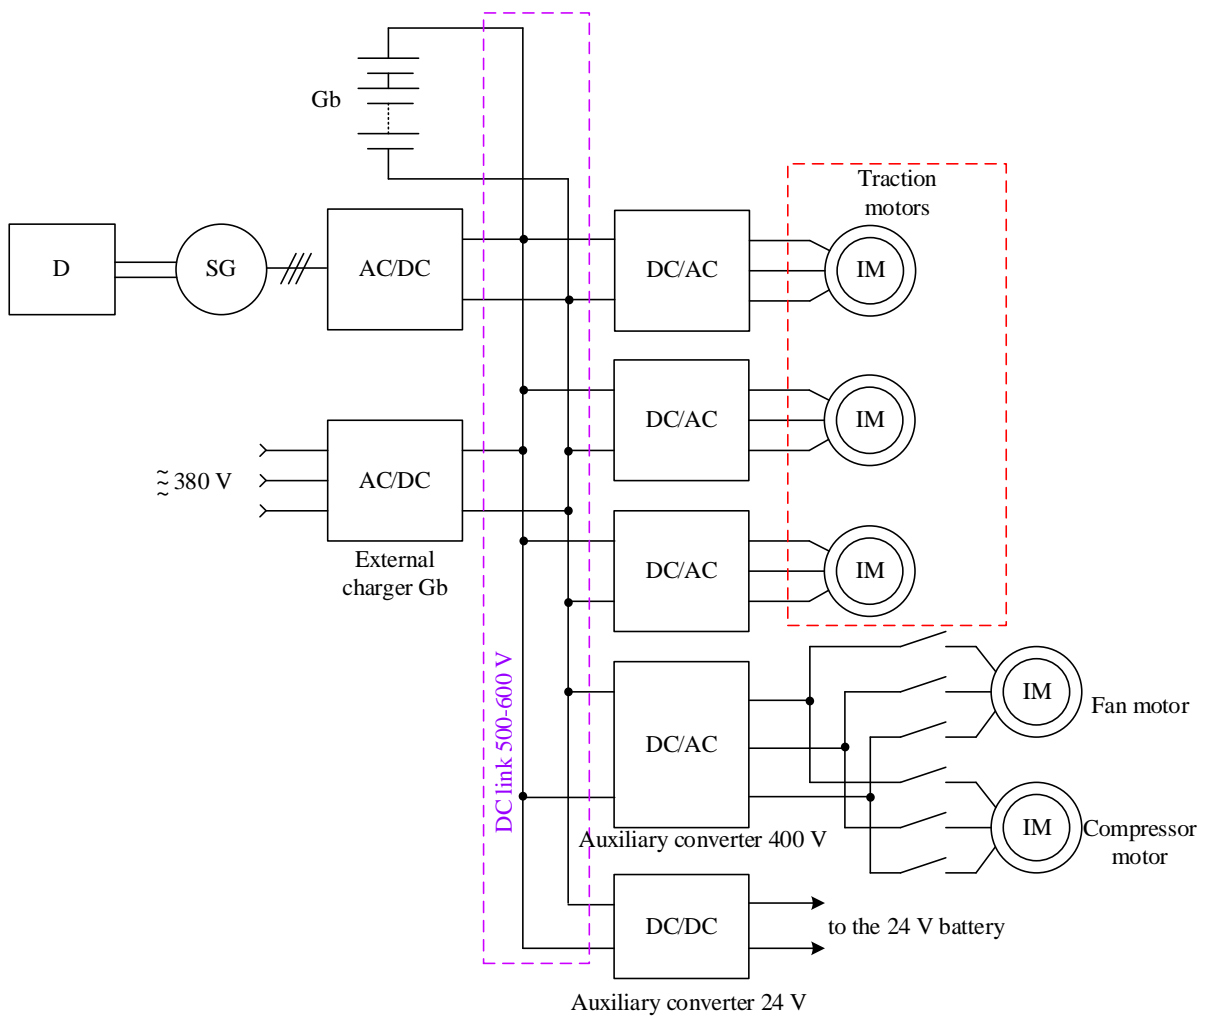 Gb
Traction
motors
D
SG
AC/DC
DC/AC
IM
DC/AC
IM
≈ 380 V
~
AC/DC
External
charger Gb
DC/AC
IM
DC link 500-600 V
DC/AC
IM
Fan motor
IM
Compressor
motor
Auxiliary converter 400 V
DC/DC
to the 24 V battery
Auxiliary converter 24 V